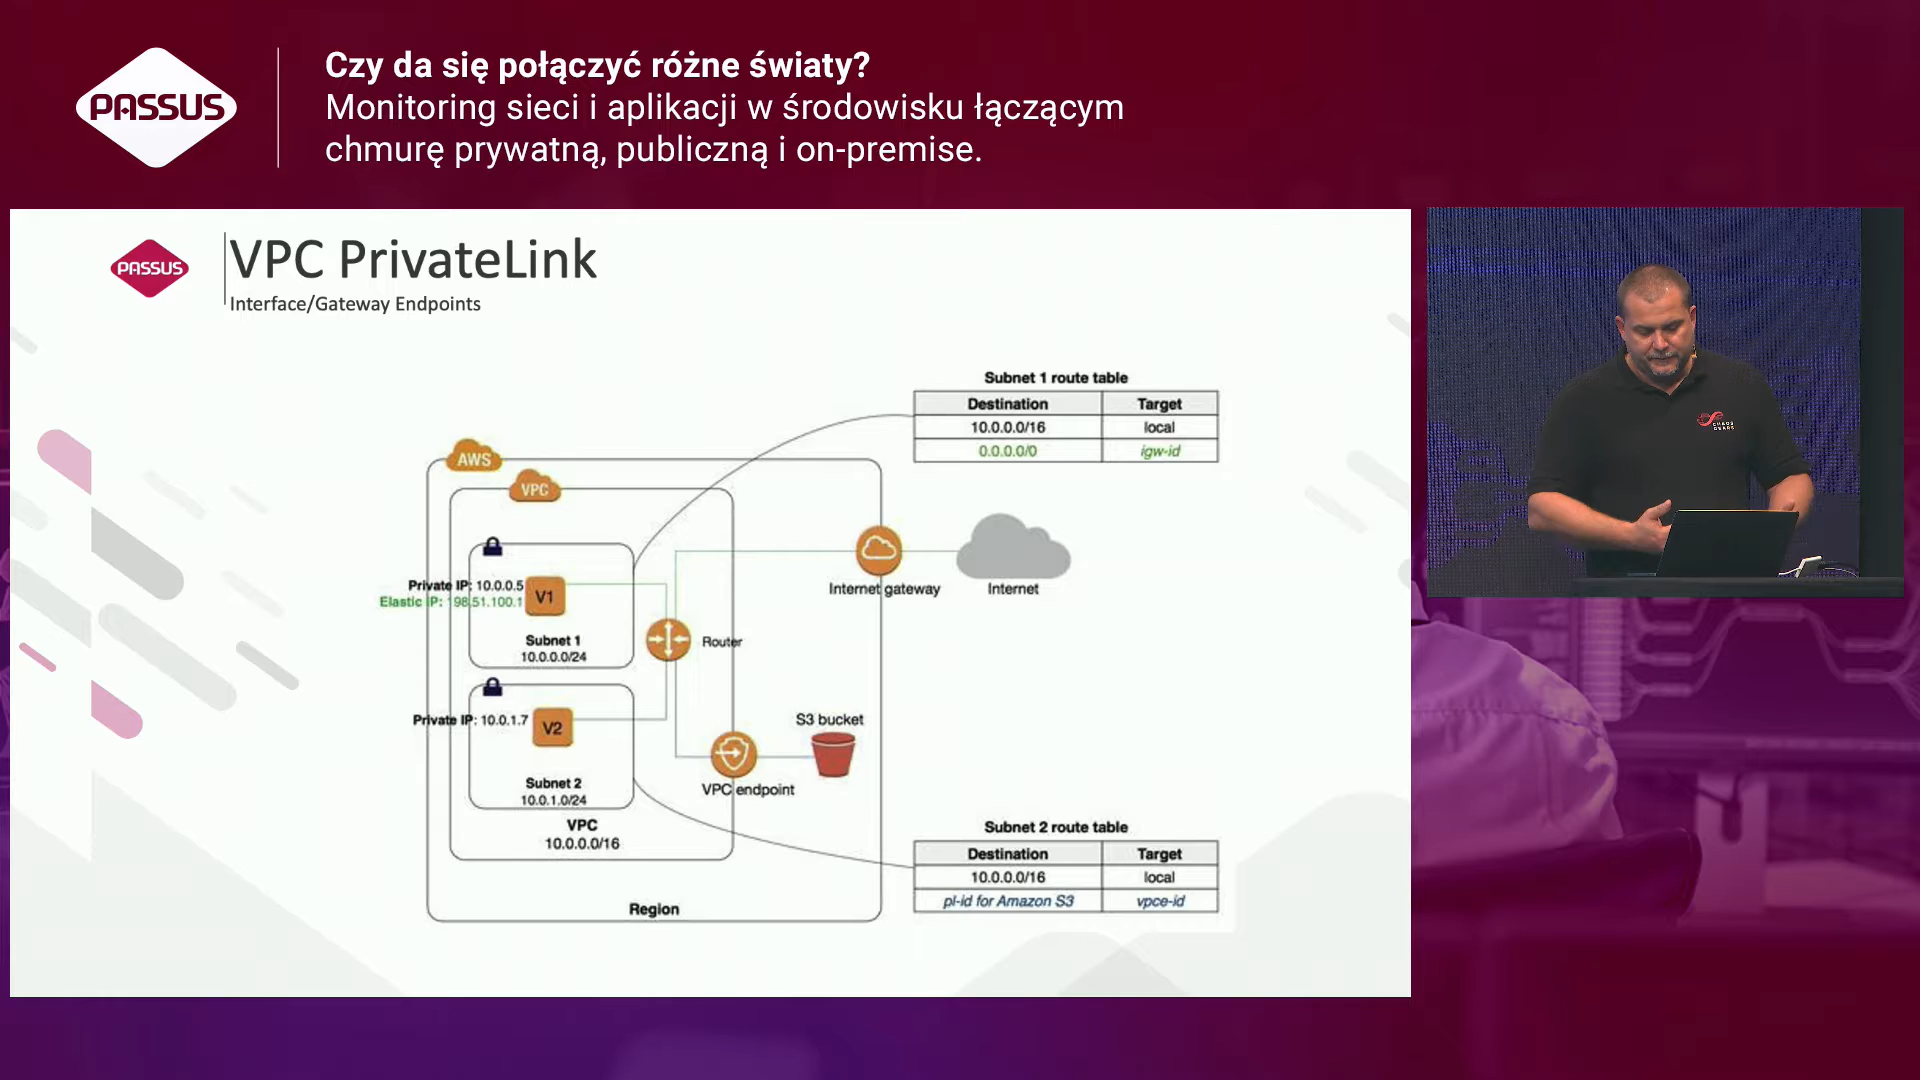 PASSUS
Czy da się połączyć różne światy?
Monitoring sieci i aplikacji w środowisku łączącym
chmurę prywatną, publiczną i on-premise.
PASSUS
VPC PrivateLink
Interface/Gateway Endpoints
Subnet 1 route table
Destination Target
10.0.0.0/16 local
0.0.0.0/0 igw-id
AWS
VPC
Private IP: 10.0.0.5
Elastic IP: 198.51.100.1
V1
Subnet 1
10.0.0.0/24
Internet gateway
Internet
Router
Private IP: 10.0.1.7
V2
Subnet 2
10.0.1.0/24
S3 bucket
VPC endpoint
VPC
10.0.0.0/16
Region
Subnet 2 route table
Destination Target
10.0.0.0/16 local
pl-id for Amazon S3 vpce-id
CHAOS
GEARS